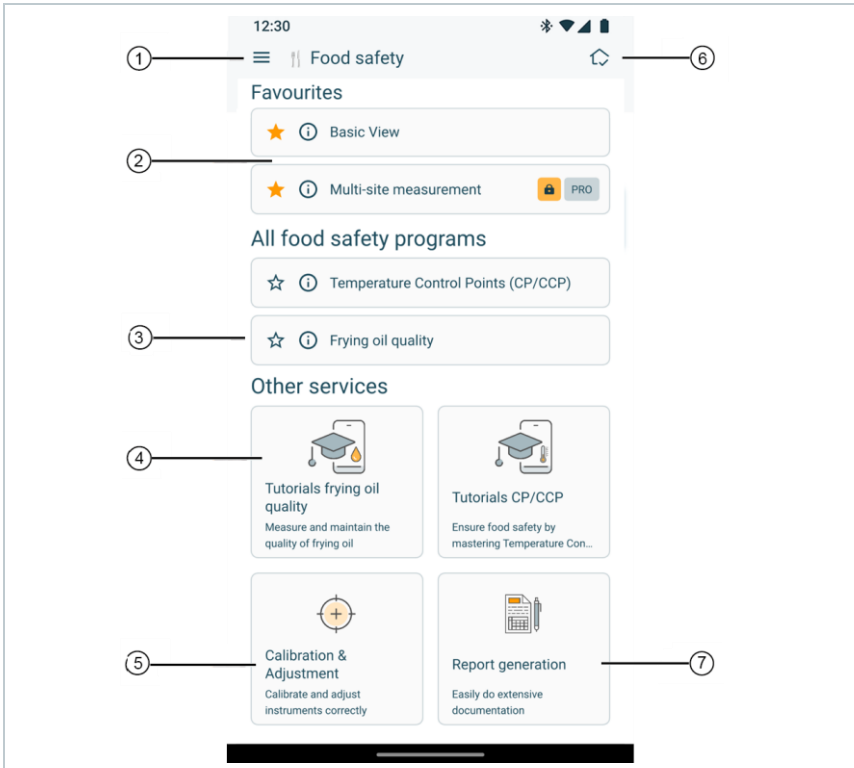 12:30
1
Food safety
6
Favourites
Basic View
2
Multi-site measurement PRO
All food safety programs
Temperature Control Points (CP/CCP)
3
Frying oil quality
Other services
4
Tutorials frying oil
quality
Measure and maintain the
quality of frying oil
Tutorials CP/CCP
Ensure food safety by
mastering Temperature Con...
5
Calibration &
Adjustment
Calibrate and adjust
instruments correctly
Report generation
Easily do extensive
documentation
7